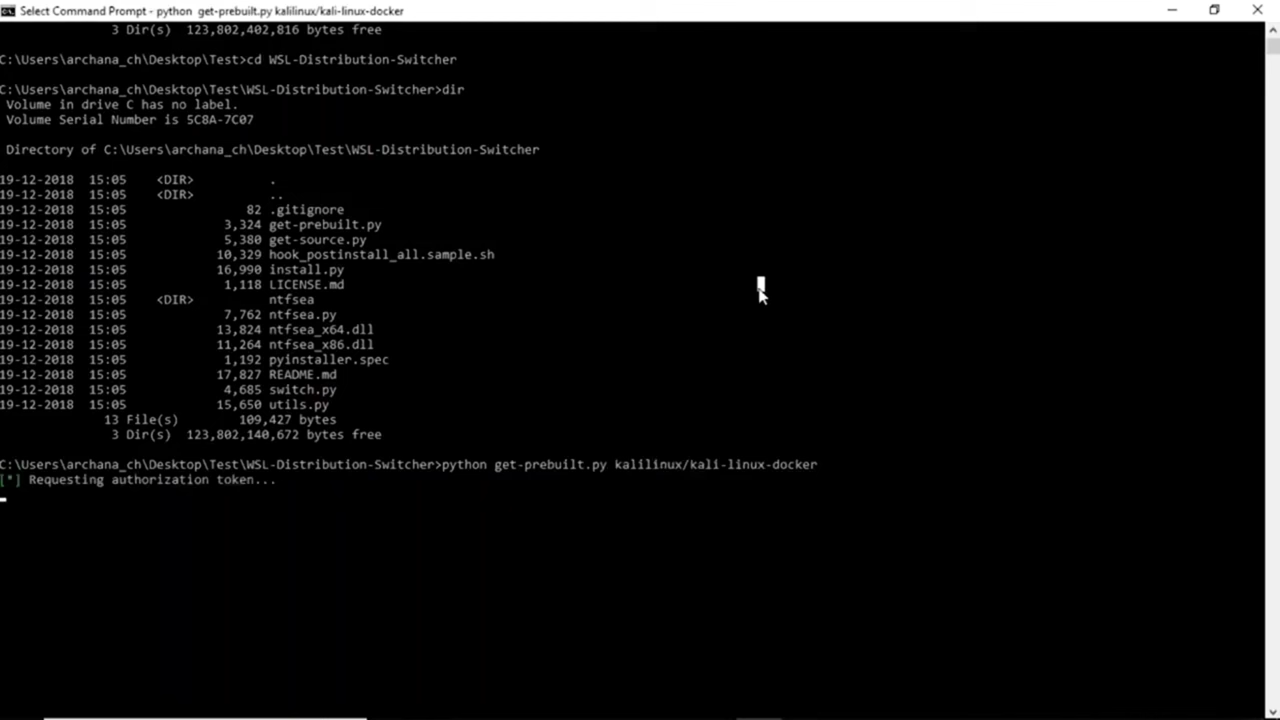 Select Command Prompt - python  get-prebuilt.py kalilinux/kali-linux-docker
3 Dir(s)  123,802,402,816 bytes free
C:\Users\archana_ch\Desktop\Test>cd WSL-Distribution-Switcher
C:\Users\archana_ch\Desktop\Test\WSL-Distribution-Switcher>dir
Volume in drive C has no label.
Volume Serial Number is 5C8A-7C07
Directory of C:\Users\archana_ch\Desktop\Test\WSL-Distribution-Switcher
19-12-2018  15:05    <DIR>          .
19-12-2018  15:05    <DIR>          ..
19-12-2018  15:05                82 .gitignore
19-12-2018  15:05             3,324 get-prebuilt.py
19-12-2018  15:05             5,380 get-source.py
19-12-2018  15:05            10,329 hook_postinstall_all.sample.sh
19-12-2018  15:05            16,990 install.py
19-12-2018  15:05             1,118 LICENSE.md
19-12-2018  15:05    <DIR>          ntfsea
19-12-2018  15:05             7,762 ntfsea.py
19-12-2018  15:05            13,824 ntfsea_x64.dll
19-12-2018  15:05            11,264 ntfsea_x86.dll
19-12-2018  15:05             1,192 pyinstaller.spec
19-12-2018  15:05            17,827 README.md
19-12-2018  15:05             4,685 switch.py
19-12-2018  15:05            15,650 utils.py
13 File(s)        109,427 bytes
3 Dir(s)  123,802,140,672 bytes free
C:\Users\archana_ch\Desktop\Test\WSL-Distribution-Switcher>python get-prebuilt.py kalilinux/kali-linux-docker
[*] Requesting authorization token...